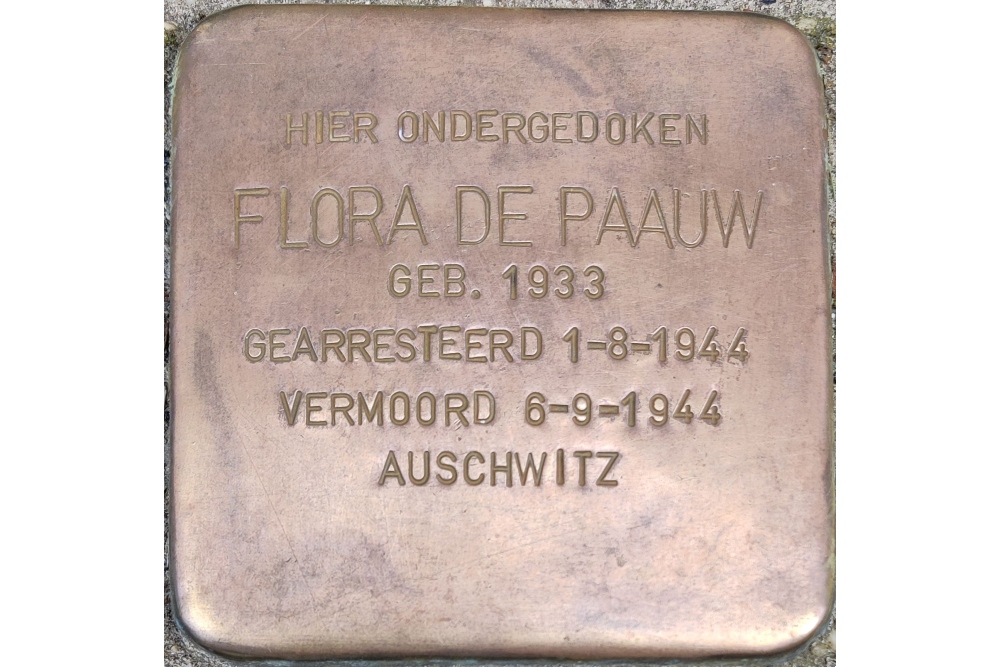 HIER ONDERGEDOKEN
FLORA DE PAAUW
GEB. 1933
GEARRESTEERD 1-8-1944
VERMOORD 6-9-1944
AUSCHWITZ